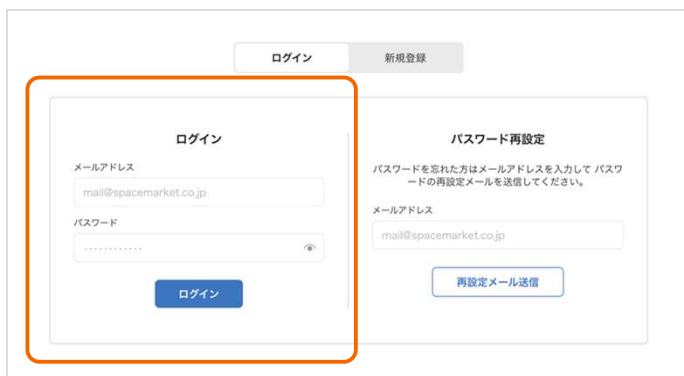 ログイン
新規登録
ログイン
メールアドレス
mail@spacemarket.co.jp
パスワード
············
ログイン
パスワード再設定
パスワードを忘れた方はメールアドレスを入力して パスワ
ードの再設定メールを送信してください。
メールアドレス
mail@spacemarket.co.jp
再設定メール送信